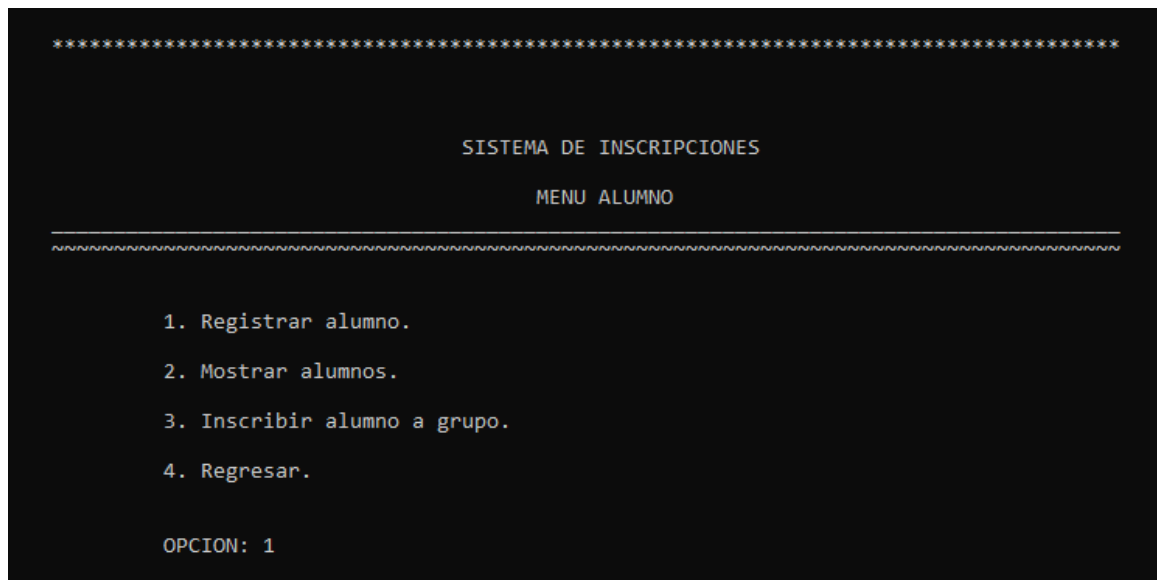 **************************************************************************************
SISTEMA DE INSCRIPCIONES
MENU ALUMNO
______________________________________________________________________________________
~~~~~~~~~~~~~~~~~~~~~~~~~~~~~~~~~~~~~~~~~~~~~~~~~~~~~~~~~~~~~~~~~~~~~~~~~~~~~~~~~~~~~~
1. Registrar alumno.
2. Mostrar alumnos.
3. Inscribir alumno a grupo.
4. Regresar.
OPCION: 1